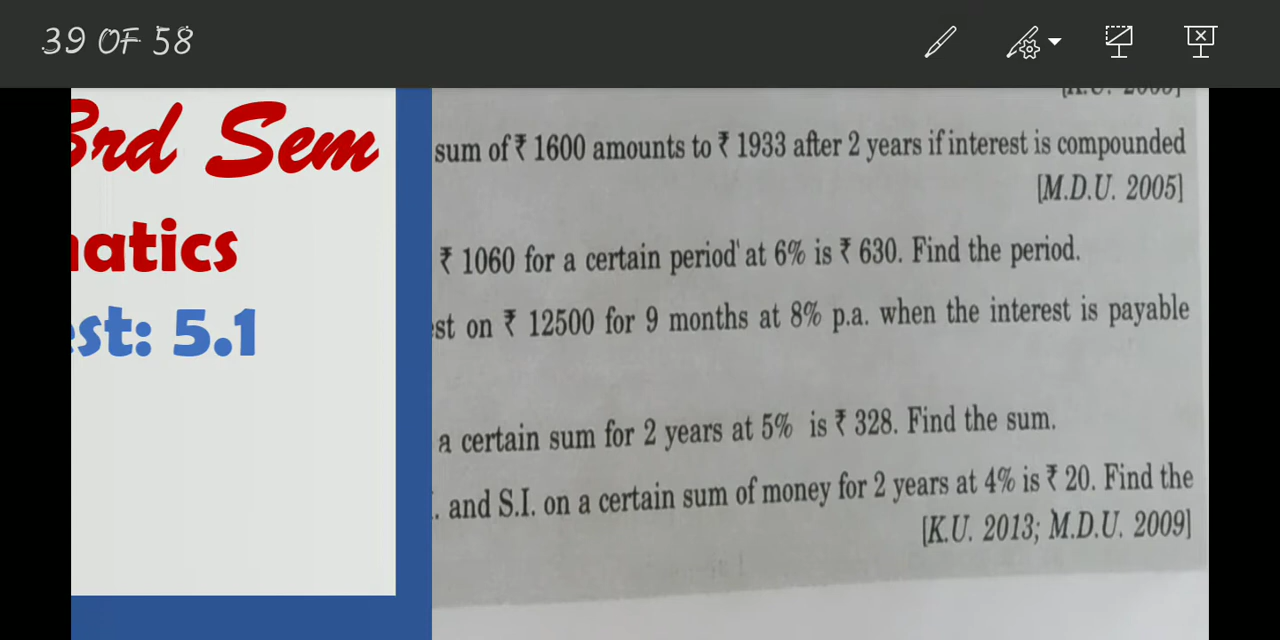 39 OF 58
3rd Sem
matics
est: 5.1
sum of ₹ 1600 amounts to ₹ 1933 after 2 years if interest is compounded
[M.D.U. 2005]
₹ 1060 for a certain period at 6% is ₹ 630. Find the period.
st on ₹ 12500 for 9 months at 8% p.a. when the interest is payable
a certain sum for 2 years at 5% is ₹ 328. Find the sum.
. and S.I. on a certain sum of money for 2 years at 4% is ₹ 20. Find the
[K.U. 2013; M.D.U. 2009]